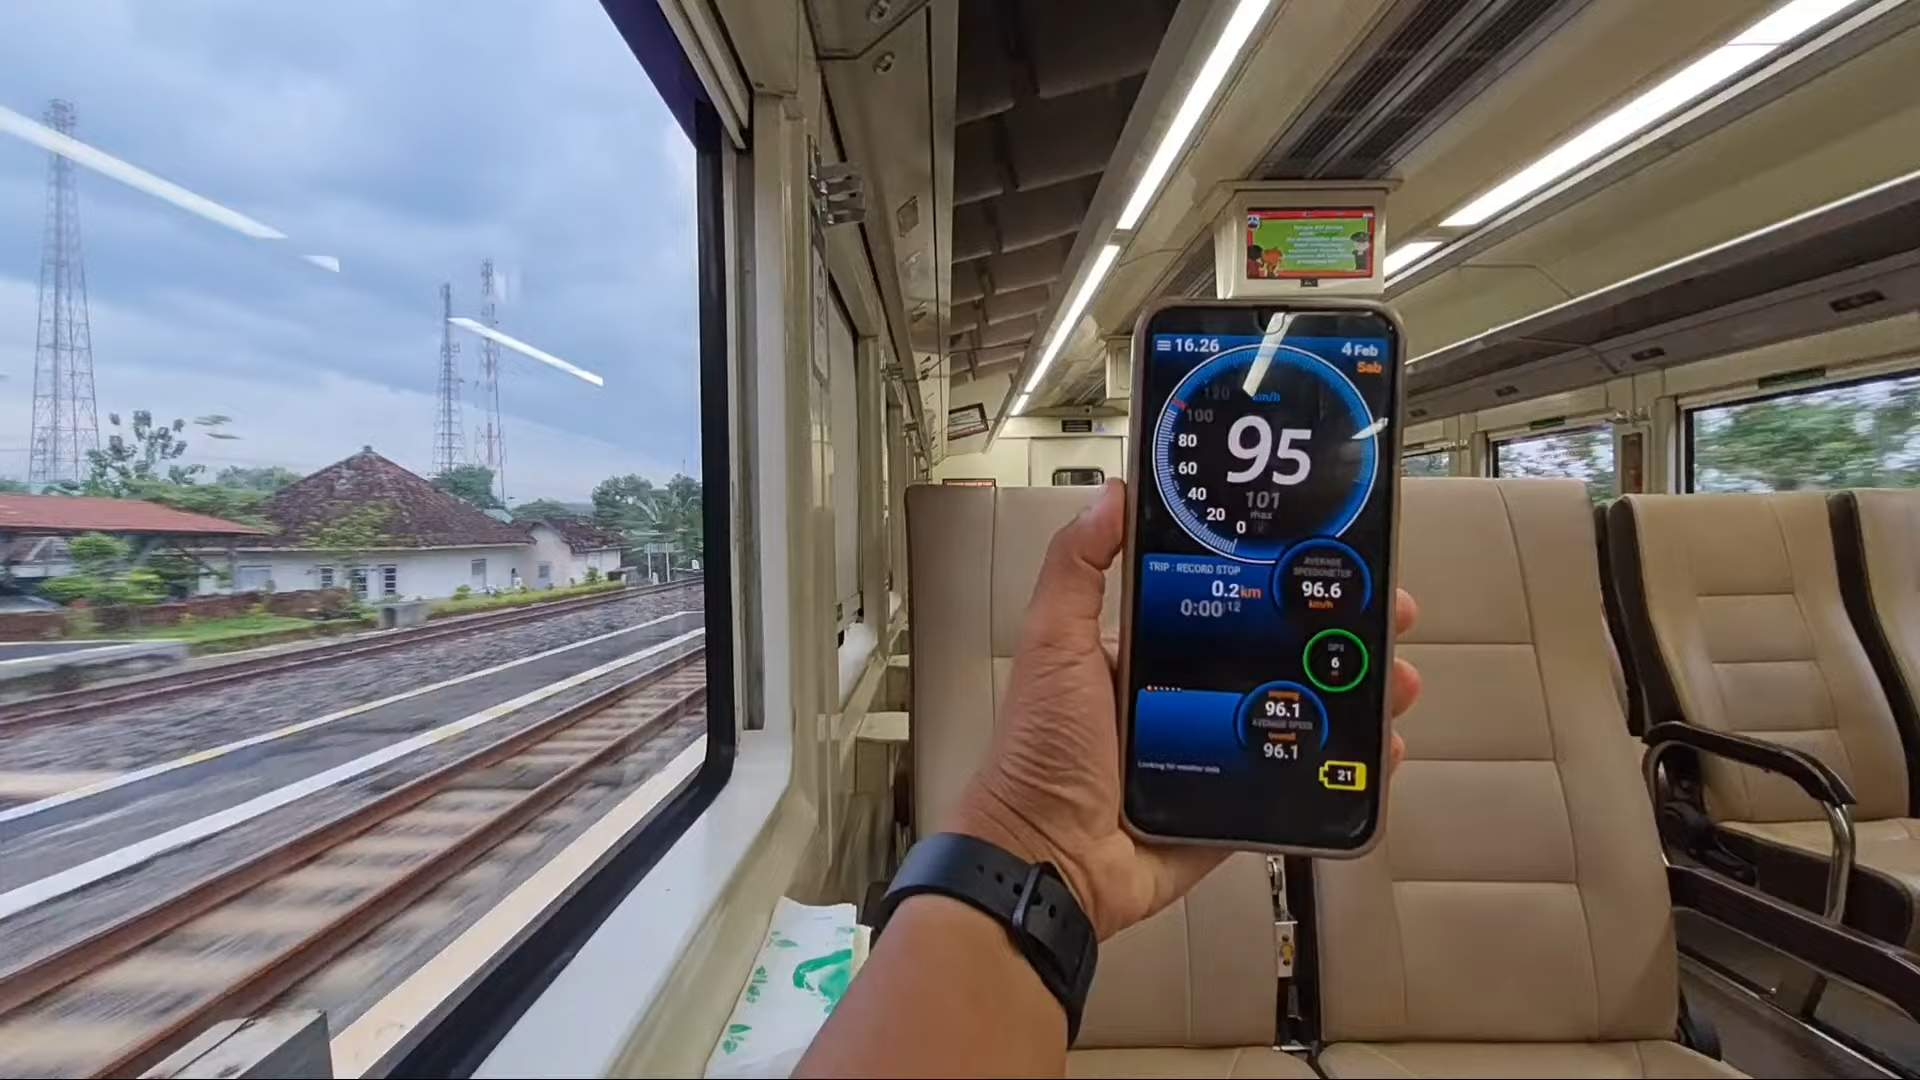 16.26
4 Feb
Sab
km/h
120
100
80
60
40
20
0
95
101
max
TRIP : RECORD STOP
0.2km
0:00 12
AVERAGE
SPEEDOMETER
96.6
km/h
GPS
6
96.1
AVERAGE SPEED
overall
96.1
Looking for weather data
21